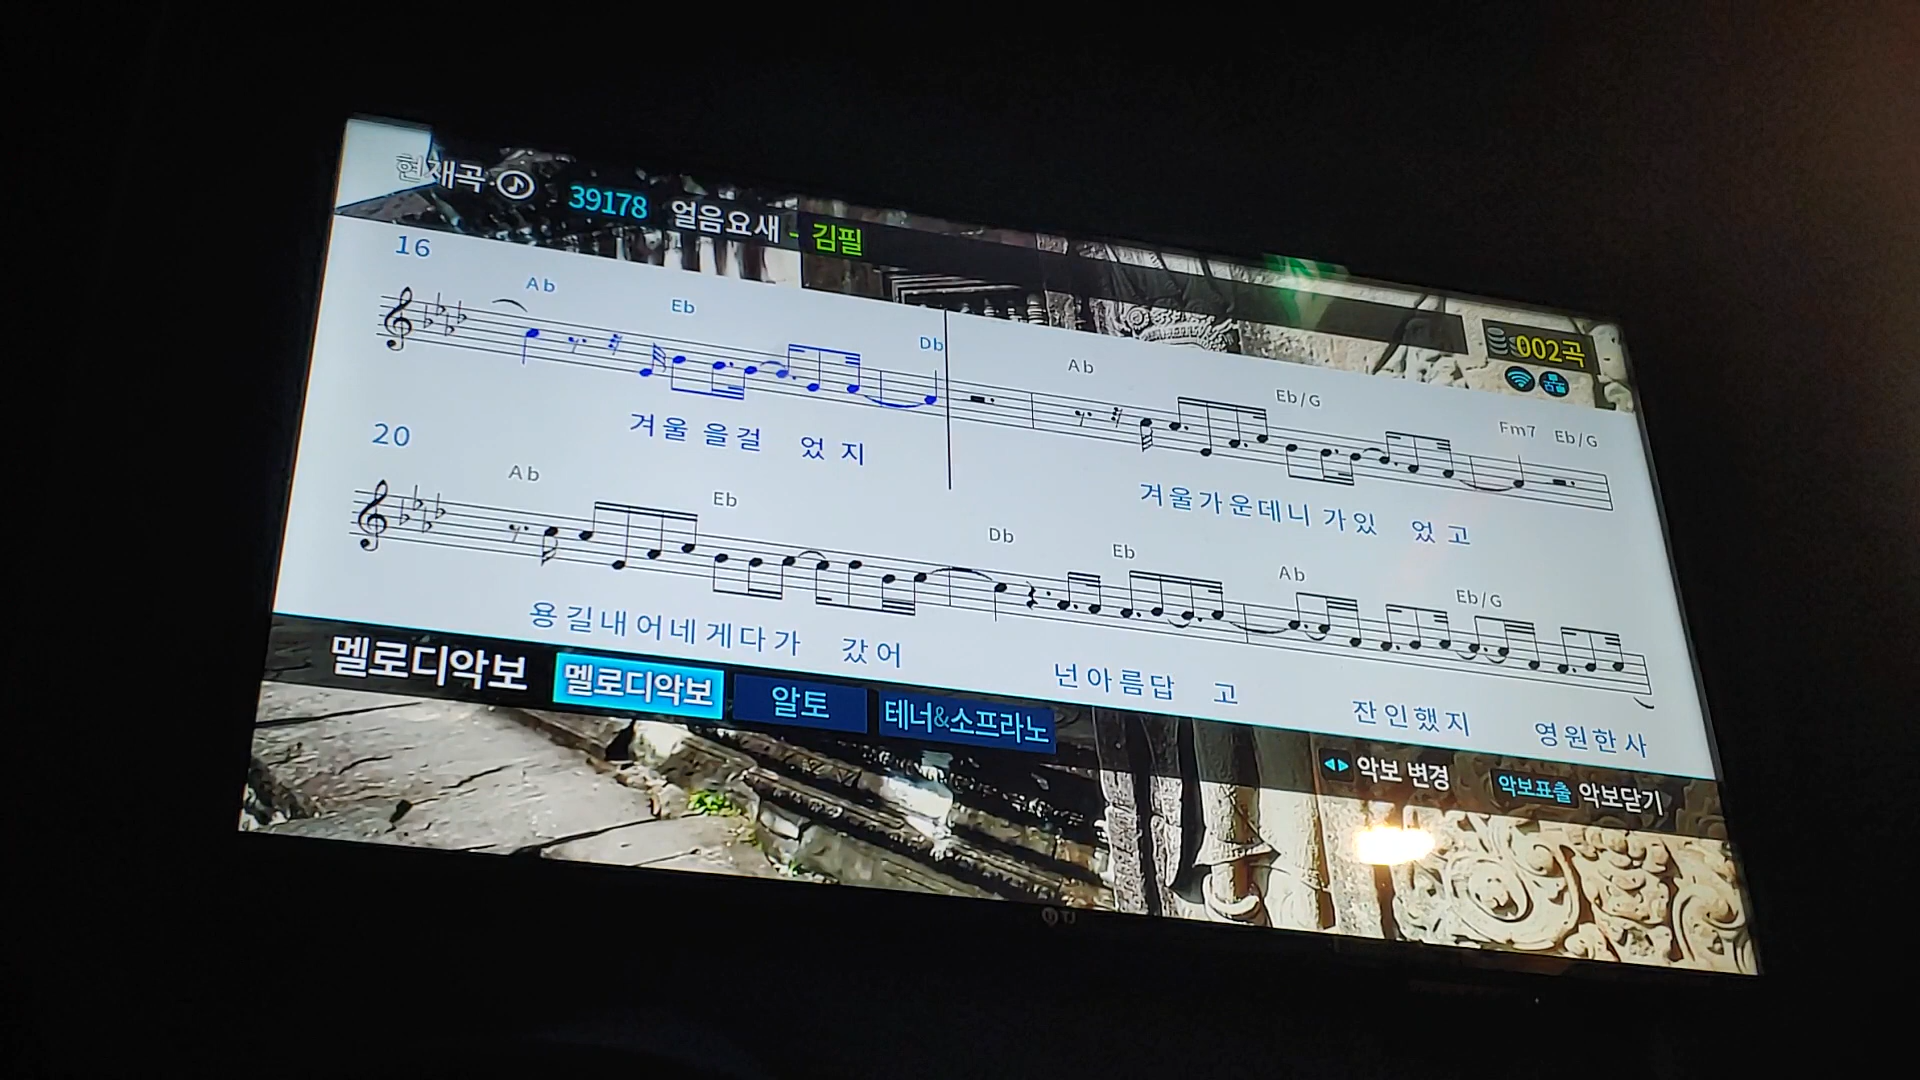 현재곡 39178 얼음요새 - 김필
002곡
16
Ab Eb Db Ab Eb/G Fm7 Eb/G
겨울 을걸 었 지 겨울가운데니 가있 었 고
20
Ab Eb Db Eb Ab Eb/G
용길내어네게다가 갔어 넌아름답 고 잔인했지 영원한사
멜로디악보 멜로디악보 알토 테너&소프라노
악보 변경 악보표출 악보닫기
TJ